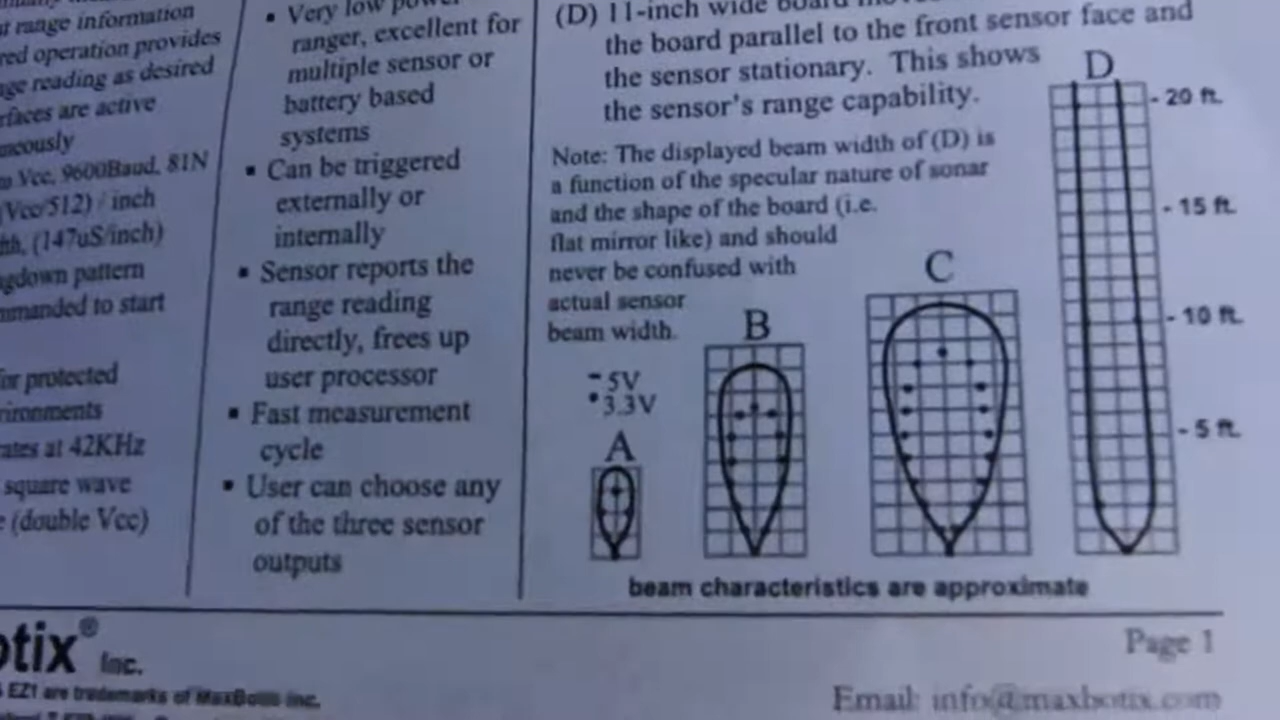 t range information
red operation provides
ge reading as desired
rfaces are active
Vcc, 9600Baud, 81N
(Vcc/512) / inch
(147uS/inch)
gdown pattern
mmanded to start
or protected
ironments
ates at 42KHz
square wave
(double Vcc)
▪ Very low power
ranger, excellent for
multiple sensor or
battery based
systems
▪ Can be triggered
externally or
internally
▪ Sensor reports the
range reading
directly, frees up
user processor
▪ Fast measurement
cycle
▪ User can choose any
of the three sensor
outputs
(D) 11-inch wide board
the board parallel to the front sensor face and
the sensor stationary. This shows
the sensor's range capability.
Note: The displayed beam width of (D) is
a function of the specular nature of sonar
and the shape of the board (i.e.
flat mirror like) and should
never be confused with
actual sensor
beam width.
5V
3.3V
A
B
C
D
- 20 ft.
- 15 ft.
- 10 ft.
- 5 ft.
beam characteristics are approximate
otix® Inc.
EZ1 are trademarks of MaxBotix Inc.
Page 1
Email: info@maxbotix.com